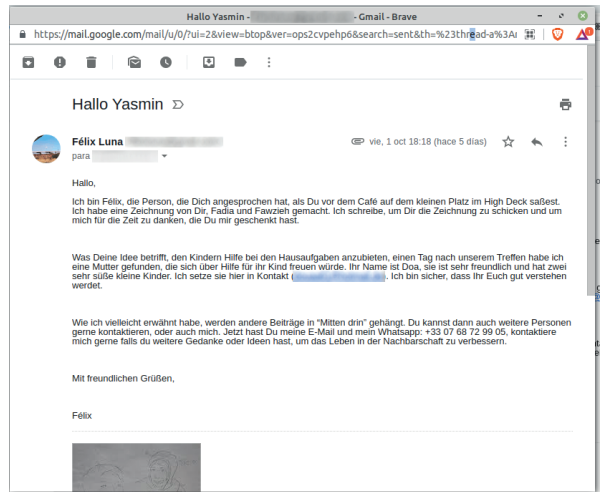 Hallo Yasmin - - Gmail - Brave
https://mail.google.com/mail/u/0/?ui=2&view=btop&ver=ops2cvpehp6&search=sent&th=%23thread-a%3A
Hallo Yasmin
Félix Luna
vie, 1 oct 18:18 (hace 5 días)
para
Hallo,
Ich bin Félix, die Person, die Dich angesprochen hat, als Du vor dem Café auf dem kleinen Platz im High Deck saßest.
Ich habe eine Zeichnung von Dir, Fadia und Fawzieh gemacht. Ich schreibe, um Dir die Zeichnung zu schicken und um
mich für die Zeit zu danken, die Du mir geschenkt hast.
Was Deine Idee betrifft, den Kindern Hilfe bei den Hausaufgaben anzubieten, einen Tag nach unserem Treffen habe ich
eine Mutter gefunden, die sich über Hilfe für ihr Kind freuen würde. Ihr Name ist Doa, sie ist sehr freundlich und hat zwei
sehr süße kleine Kinder. Ich setze sie hier in Kontakt ( ). Ich bin sicher, dass Ihr Euch gut verstehen
werdet.
Wie ich vielleicht erwähnt habe, werden andere Beiträge in “Mitten drin” gehängt. Du kannst dann auch weitere Personen
gerne kontaktieren, oder auch mich. Jetzt hast Du meine E-Mail und mein Whatsapp: +33 07 68 72 99 05, kontaktiere
mich gerne falls du weitere Gedanke oder Ideen hast, um das Leben in der Nachbarschaft zu verbessern.
Mit freundlichen Grüßen,
Félix